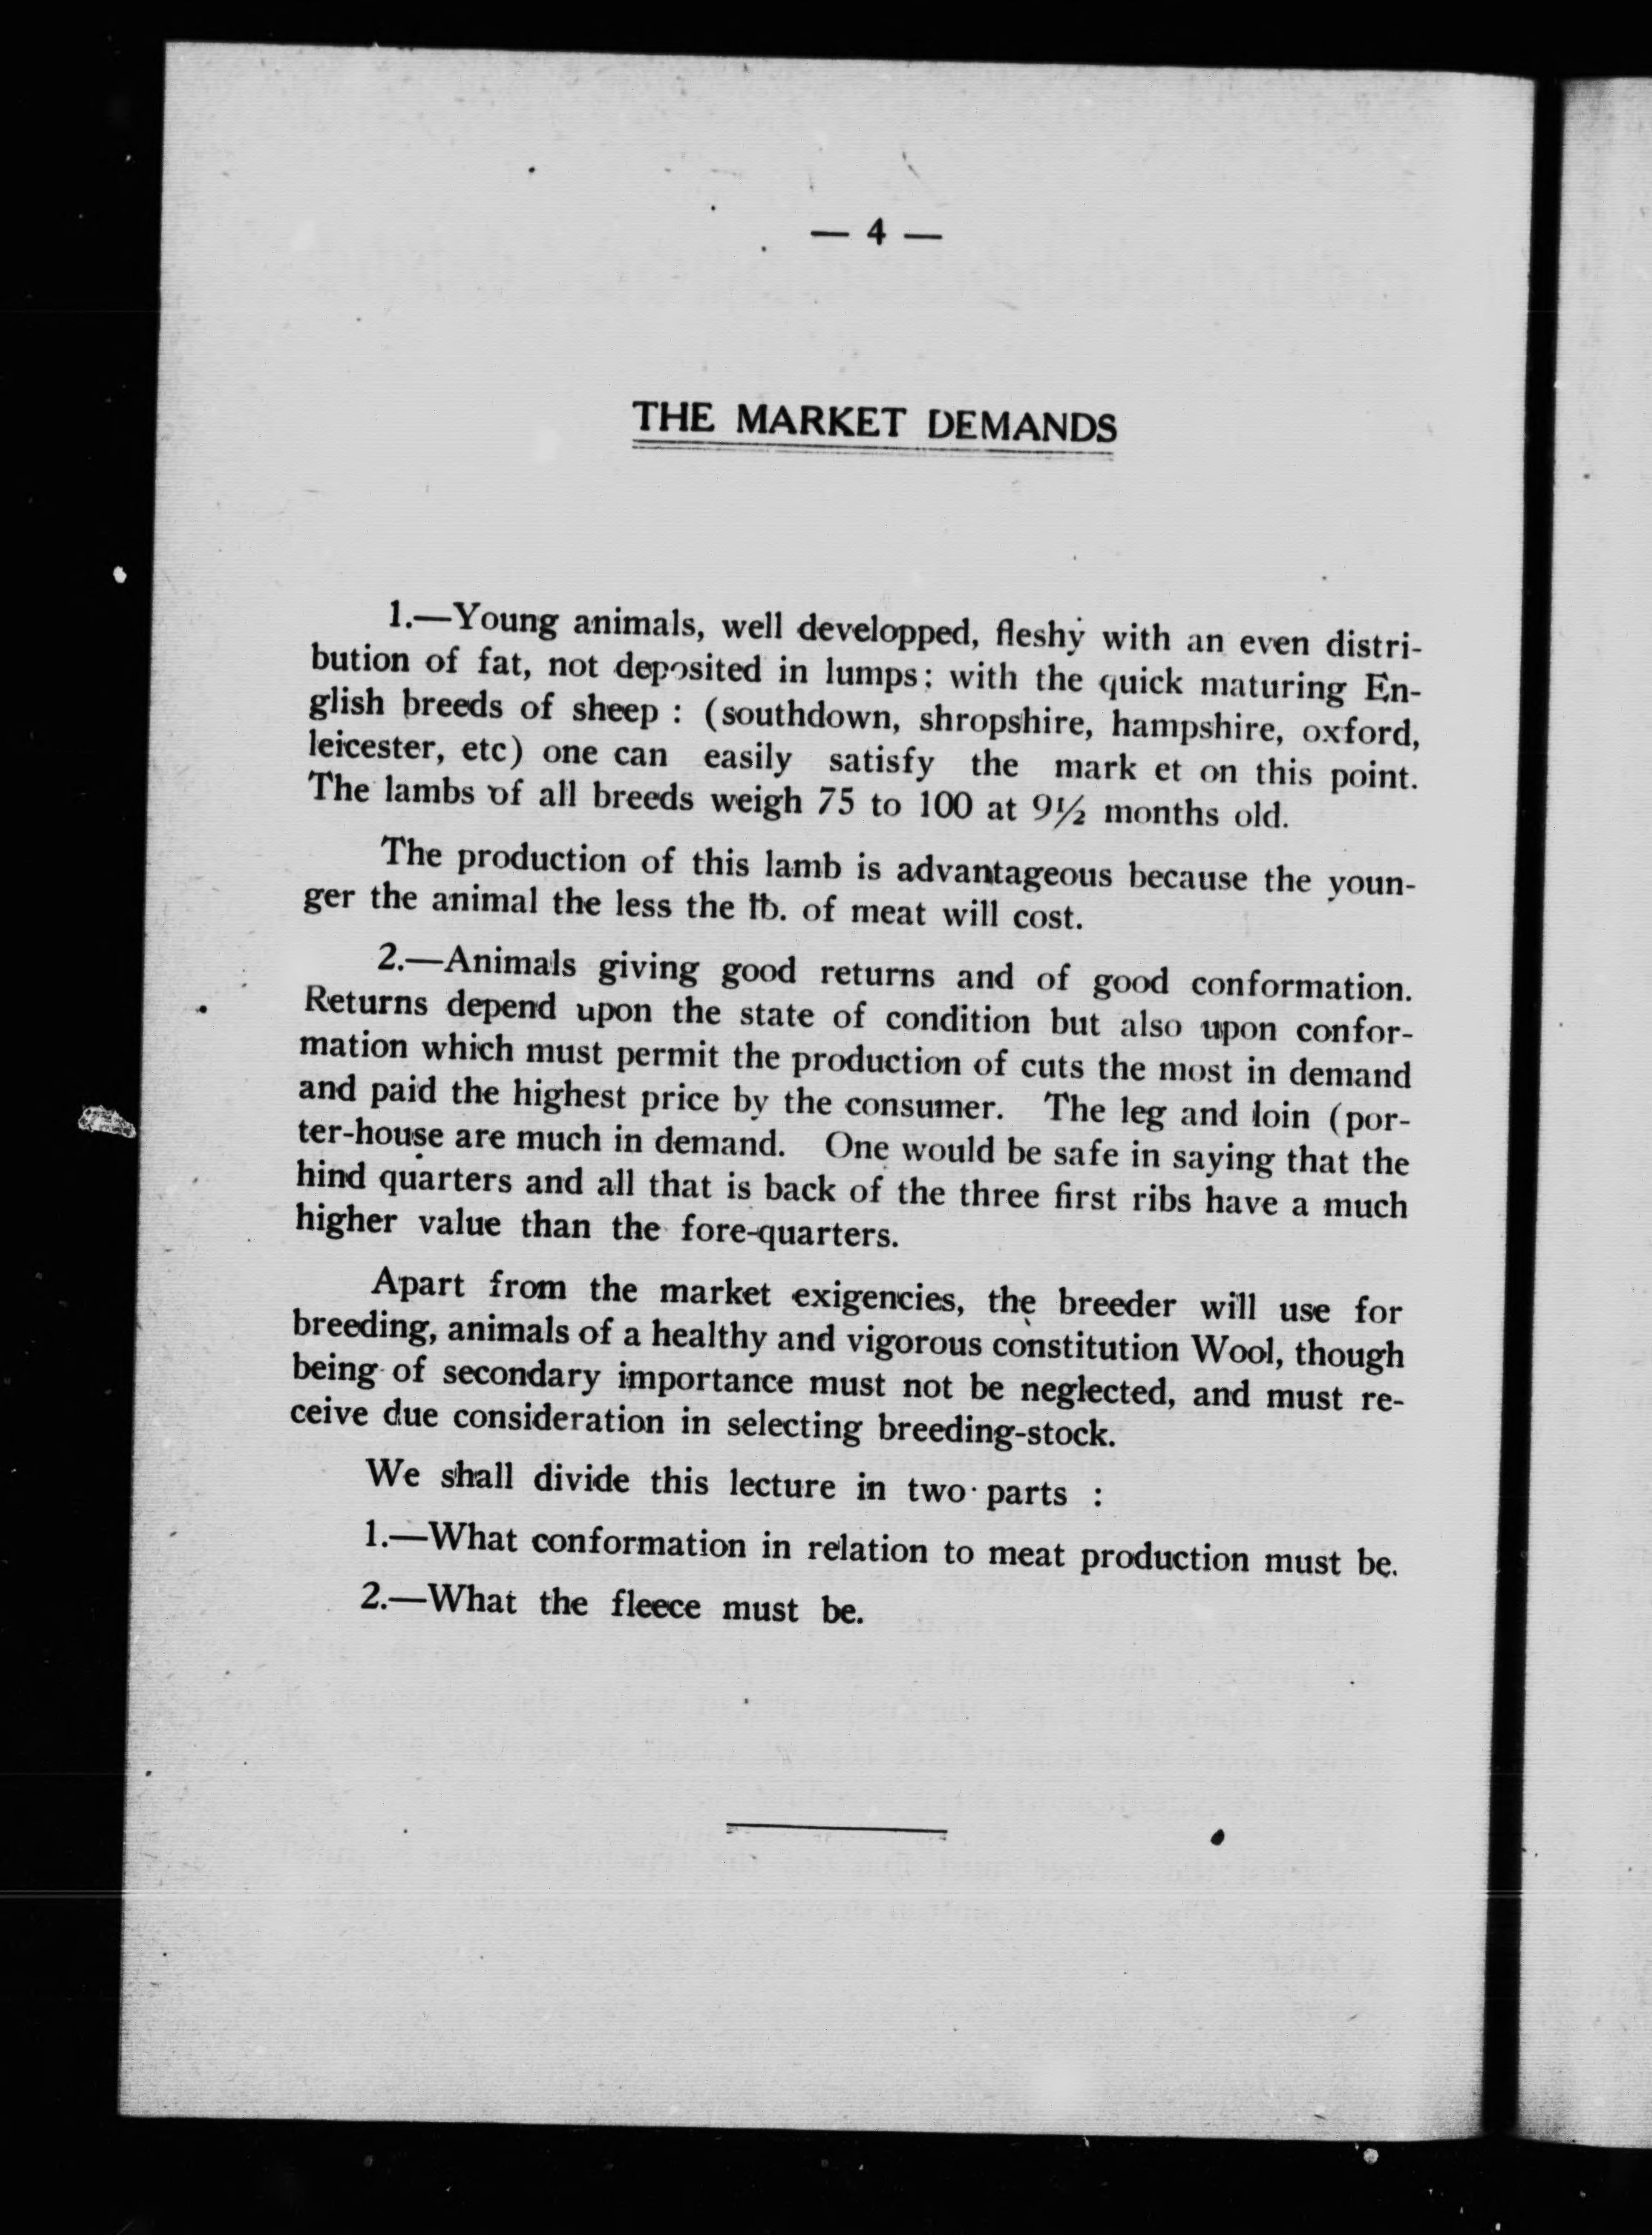 — 4 —
THE MARKET DEMANDS
1.—Young animals, well developped, fleshy with an even distri-
bution of fat, not deposited in lumps; with the quick maturing En-
glish breeds of sheep : (southdown, shropshire, hampshire, oxford,
leicester, etc) one can easily satisfy the mark et on this point.
The lambs of all breeds weigh 75 to 100 at 9½ months old.
The production of this lamb is advantageous because the youn-
ger the animal the less the lb. of meat will cost.
2.—Animals giving good returns and of good conformation.
Returns depend upon the state of condition but also upon confor-
mation which must permit the production of cuts the most in demand
and paid the highest price by the consumer. The leg and loin (por-
ter-house are much in demand. One would be safe in saying that the
hind quarters and all that is back of the three first ribs have a much
higher value than the fore-quarters.
Apart from the market exigencies, the breeder will use for
breeding, animals of a healthy and vigorous constitution Wool, though
being of secondary importance must not be neglected, and must re-
ceive due consideration in selecting breeding-stock.
We shall divide this lecture in two parts :
1.—What conformation in relation to meat production must be.
2.—What the fleece must be.